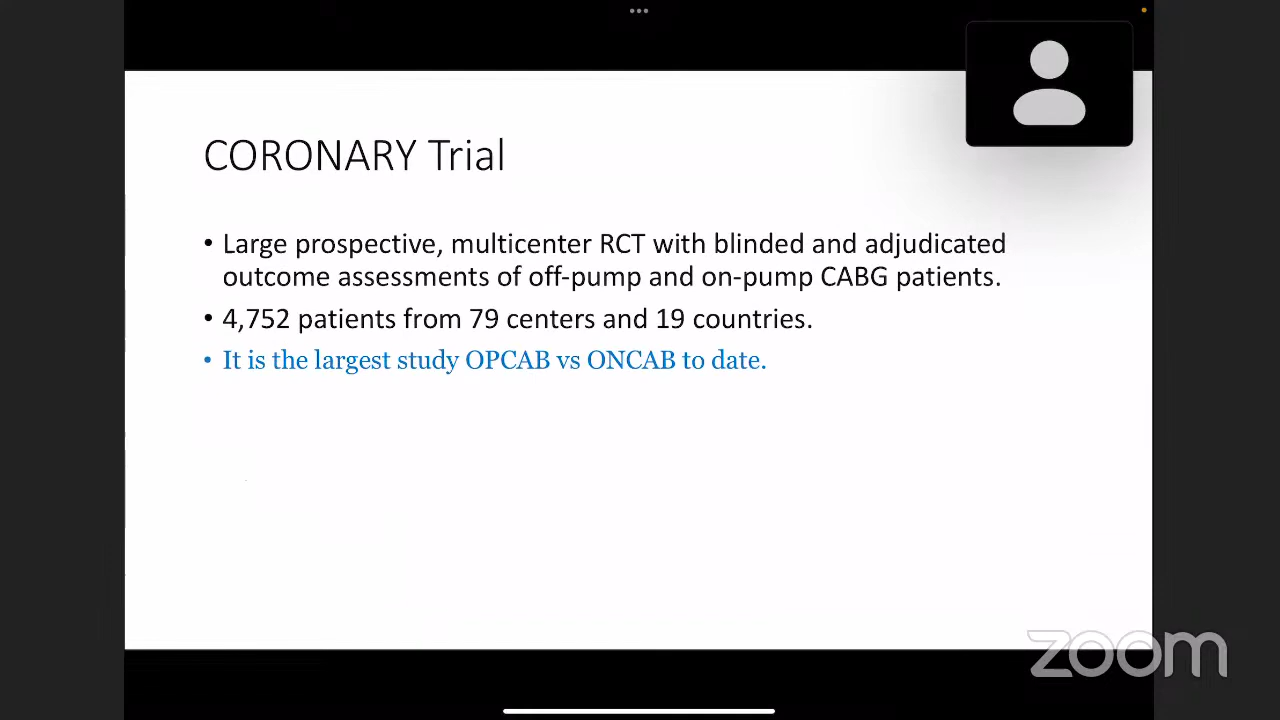 CORONARY Trial
• Large prospective, multicenter RCT with blinded and adjudicated
outcome assessments of off-pump and on-pump CABG patients.
• 4,752 patients from 79 centers and 19 countries.
• It is the largest study OPCAB vs ONCAB to date.
zoom